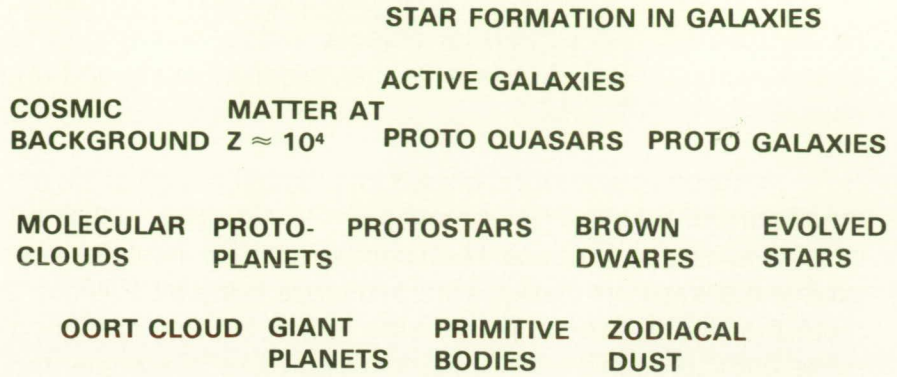 STAR FORMATION IN GALAXIES
ACTIVE GALAXIES
COSMIC
BACKGROUND
MATTER AT
Z ≈ 10⁴
PROTO QUASARS
PROTO GALAXIES
MOLECULAR
CLOUDS
PROTO-
PLANETS
PROTOSTARS
BROWN
DWARFS
EVOLVED
STARS
OORT CLOUD
GIANT
PLANETS
PRIMITIVE
BODIES
ZODIACAL
DUST